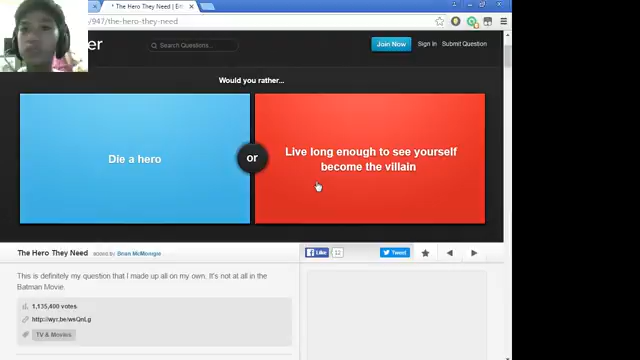 * The Hero They Need | Eit
/947/the-hero-they-need
er
Search Questions...
Join Now
Sign In
Submit Question
Would you rather...
Die a hero
or
Live long enough to see yourself
become the villain
The Hero They Need
Brian McMonigle
Like
Tweet
This is definitely my question that I made up all on my own. It's not at all in the
Batman Movie.
1,135,400 votes
http://wyr.be/wsQnLg
TV & Movies